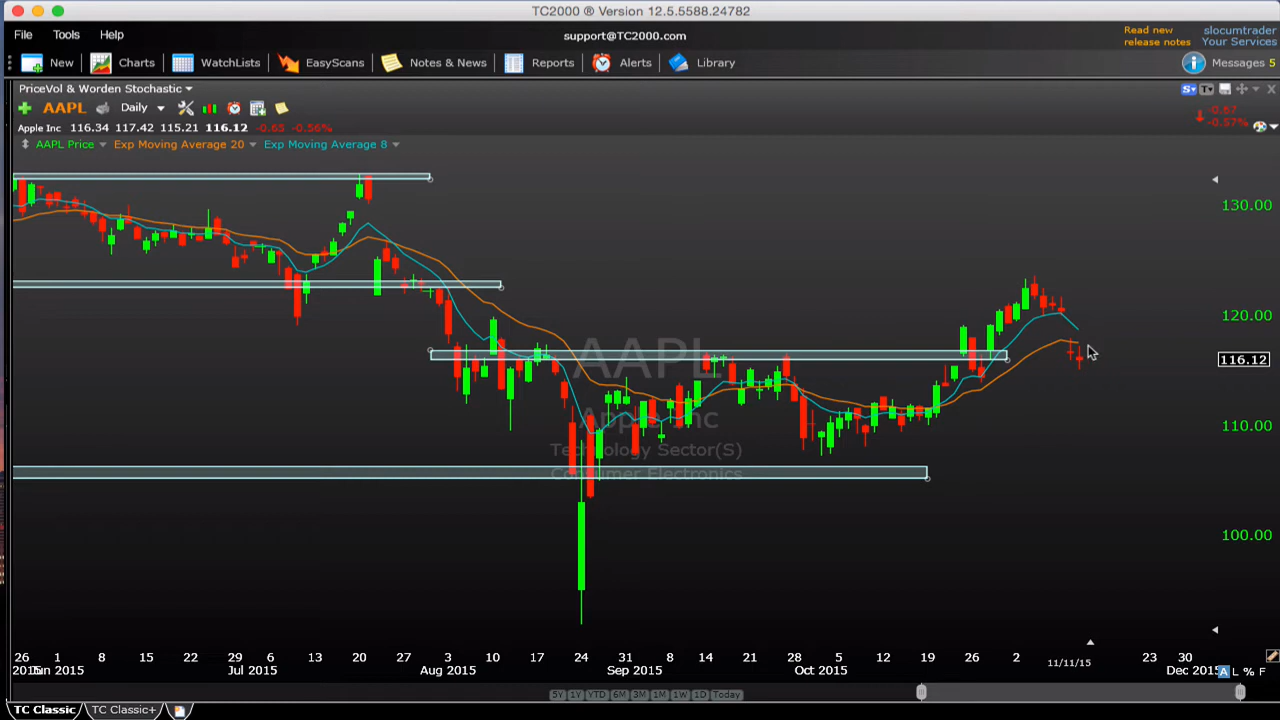 TC2000 ® Version 12.5.5588.24782
File Tools Help
support@TC2000.com
Read new
release notes
slocumtrader
Your Services
New Charts WatchLists EasyScans Notes & News Reports Alerts Library
Messages 5
PriceVol & Worden Stochastic
S T
AAPL Daily
-0.67
-0.57%
Apple Inc 116.34 117.42 115.21 116.12 -0.65 -0.56%
AAPL Price Exp Moving Average 20 Exp Moving Average 8
130.00
120.00
AAPL
116.12
Apple Inc
110.00
Technology Sector(S)
Consumer Electronics
100.00
26 1 8 15 22 29 6 13 20 27 3 10 17 24 31 8 14 21 28 5 12 19 26 2 11/11/15 23 30
2015 Jun 2015 Jul 2015 Aug 2015 Sep 2015 Oct 2015 Dec 2015 A L % F
5Y 1Y YTD 6M 3M 1M 1W 1D Today
TC Classic TC Classic+